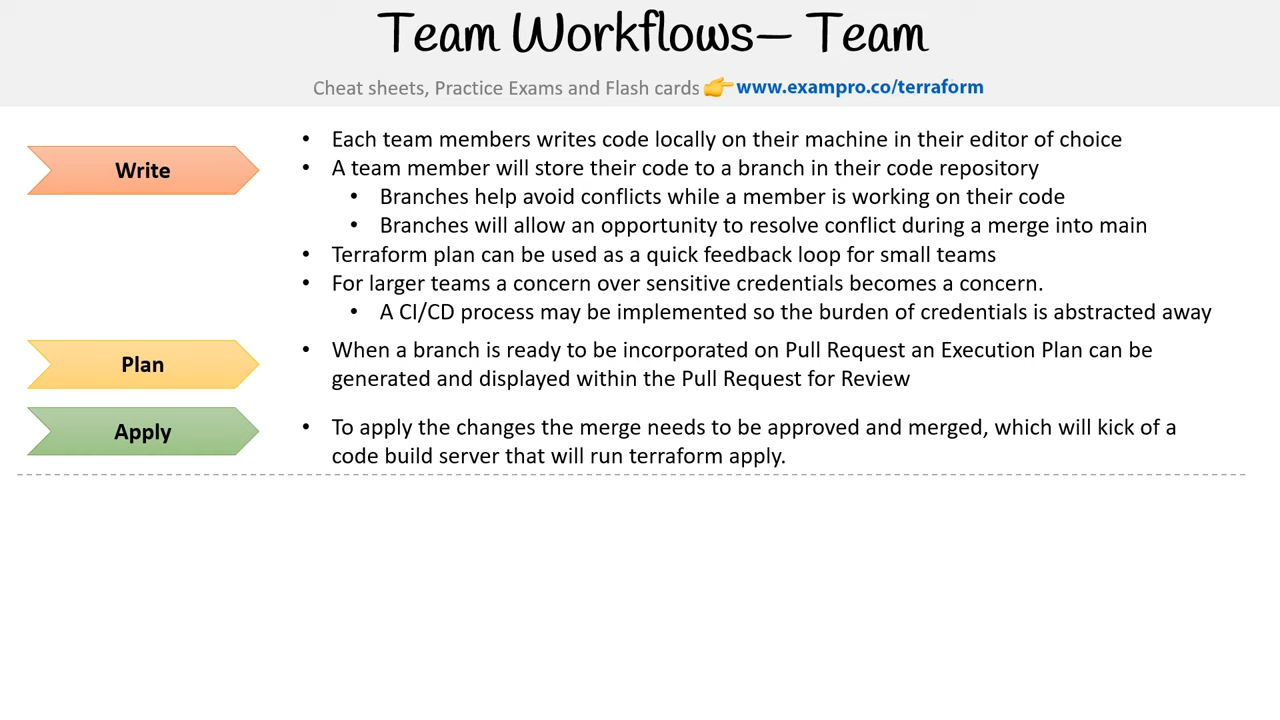 Team Workflows– Team
Cheat sheets, Practice Exams and Flash cards 👉 www.exampro.co/terraform
Write
• Each team members writes code locally on their machine in their editor of choice
• A team member will store their code to a branch in their code repository
• Branches help avoid conflicts while a member is working on their code
• Branches will allow an opportunity to resolve conflict during a merge into main
• Terraform plan can be used as a quick feedback loop for small teams
• For larger teams a concern over sensitive credentials becomes a concern.
• A CI/CD process may be implemented so the burden of credentials is abstracted away
Plan
• When a branch is ready to be incorporated on Pull Request an Execution Plan can be
generated and displayed within the Pull Request for Review
Apply
• To apply the changes the merge needs to be approved and merged, which will kick of a
code build server that will run terraform apply.